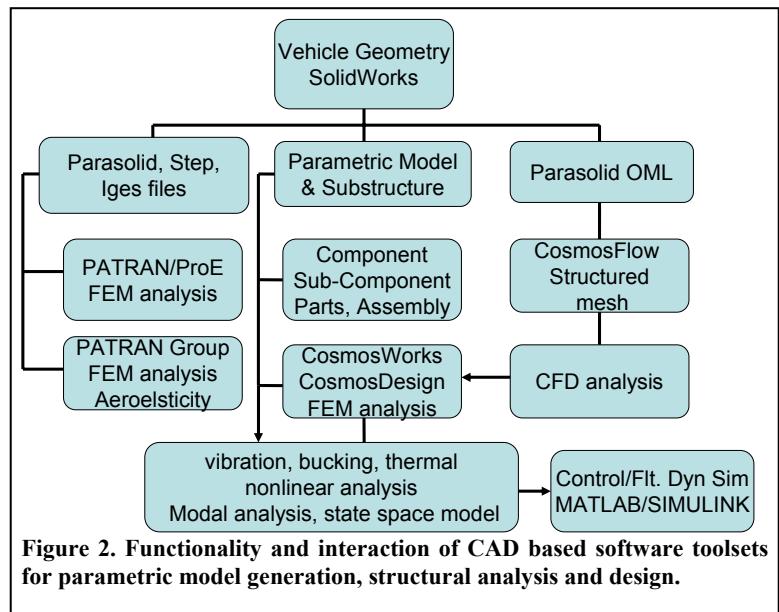 Vehicle Geometry
SolidWorks
Parasolid, Step,
Iges files
Parametric Model
& Substructure
Parasolid OML
PATRAN/ProE
FEM analysis
Component
Sub-Component
Parts, Assembly
CosmosFlow
Structured
mesh
PATRAN Group
FEM analysis
Aeroelsticity
CosmosWorks
CosmosDesign
FEM analysis
CFD analysis
vibration, bucking, thermal
nonlinear analysis
Modal analysis, state space model
Control/Flt. Dyn Sim
MATLAB/SIMULINK
Figure 2. Functionality and interaction of CAD based software toolsets
for parametric model generation, structural analysis and design.